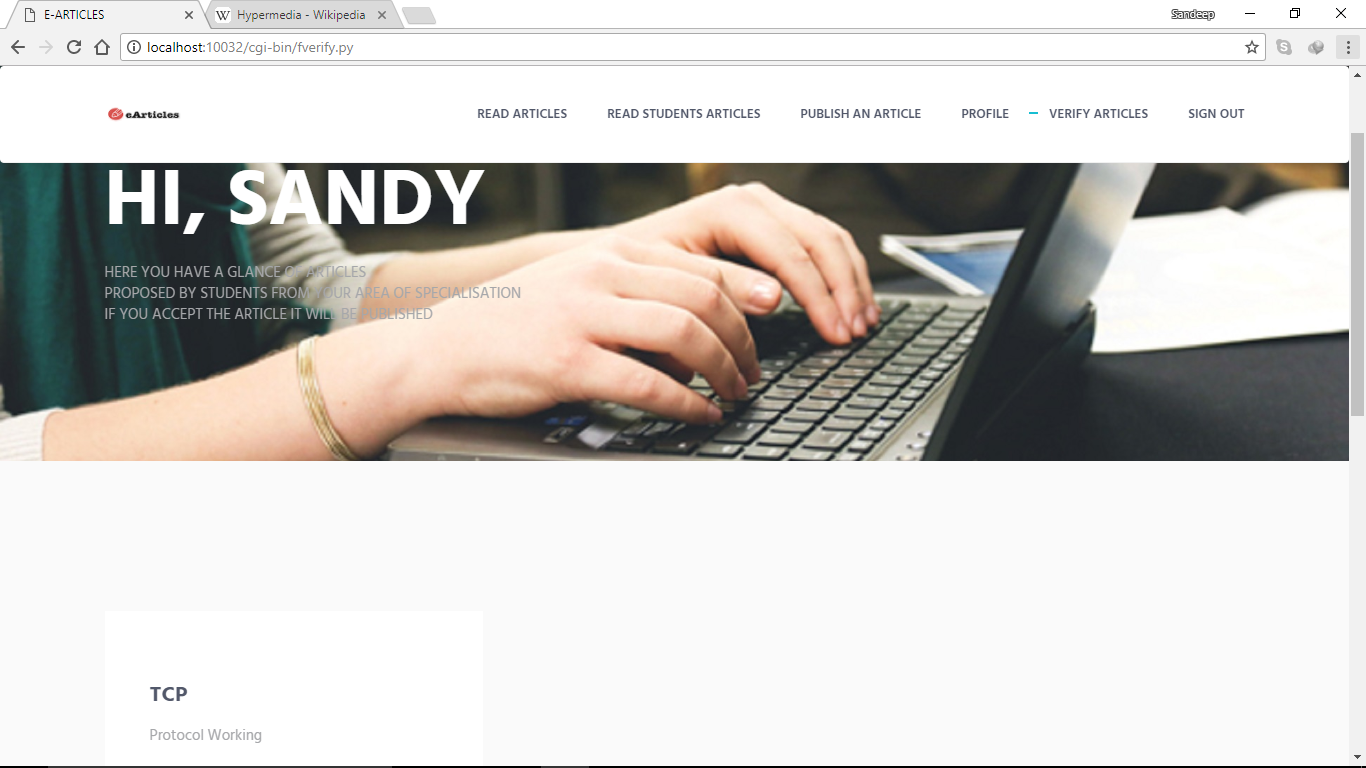 E-ARTICLES
Hypermedia - Wikipedia
Sandeep
localhost:10032/cgi-bin/fverify.py
eArticles
READ ARTICLES
READ STUDENTS ARTICLES
PUBLISH AN ARTICLE
PROFILE
VERIFY ARTICLES
SIGN OUT
HI, SANDY
HERE YOU HAVE A GLANCE OF ARTICLES
PROPOSED BY STUDENTS FROM YOUR AREA OF SPECIALISATION
IF YOU ACCEPT THE ARTICLE IT WILL BE PUBLISHED
TCP
Protocol Working